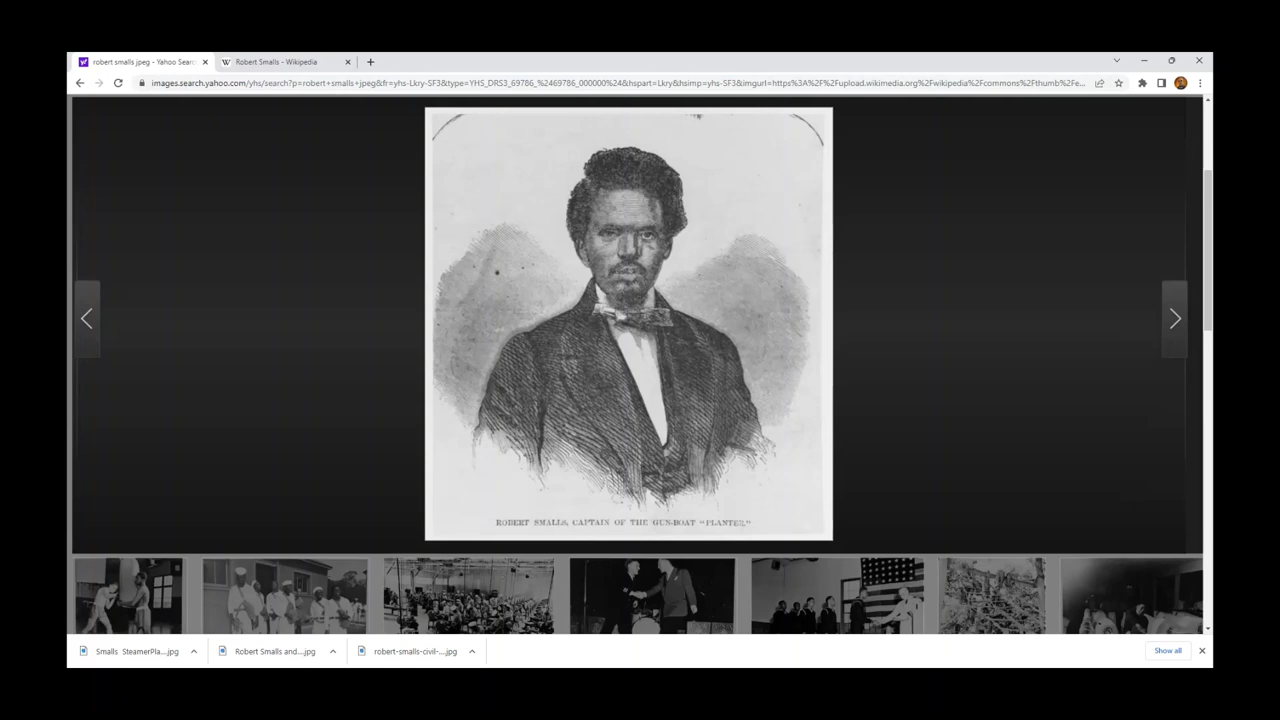 robert smalls jpeg - Yahoo Searc
Robert Smalls - Wikipedia
images.search.yahoo.com/yhs/search?p=robert+smalls+jpeg&fr=yhs-Lkry-SF3&type=YHS_DRS3_69786_%2469786_000000%24&hspart=Lkry&hsimp=yhs-SF3&imgurl=https%3A%2F%2Fupload.wikimedia.org%2Fwikipedia%2Fcommons%2Fthumb%2Fe...
ROBERT SMALLS, CAPTAIN OF THE GUN-BOAT "PLANTER."
Smalls SteamerPla....jpg
Robert Smalls and....jpg
robert-smalls-civil-....jpg
Show all